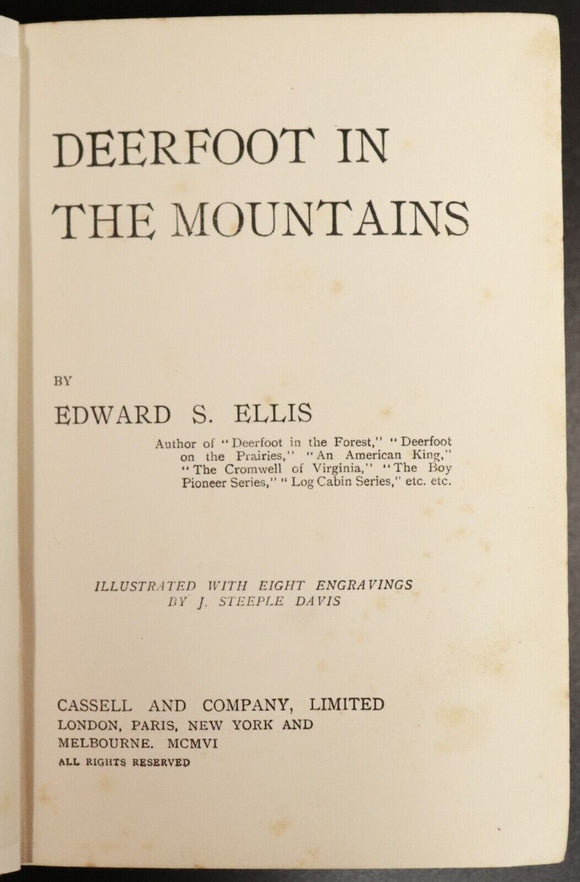 DEERFOOT IN
THE MOUNTAINS
BY
EDWARD S. ELLIS
Author of "Deerfoot in the Forest," "Deerfoot
on the Prairies," "An American King,"
"The Cromwell of Virginia," "The Boy
Pioneer Series," "Log Cabin Series," etc. etc.
ILLUSTRATED WITH EIGHT ENGRAVINGS
BY J. STEEPLE DAVIS
CASSELL AND COMPANY, LIMITED
LONDON, PARIS, NEW YORK AND
MELBOURNE. MCMVI
ALL RIGHTS RESERVED